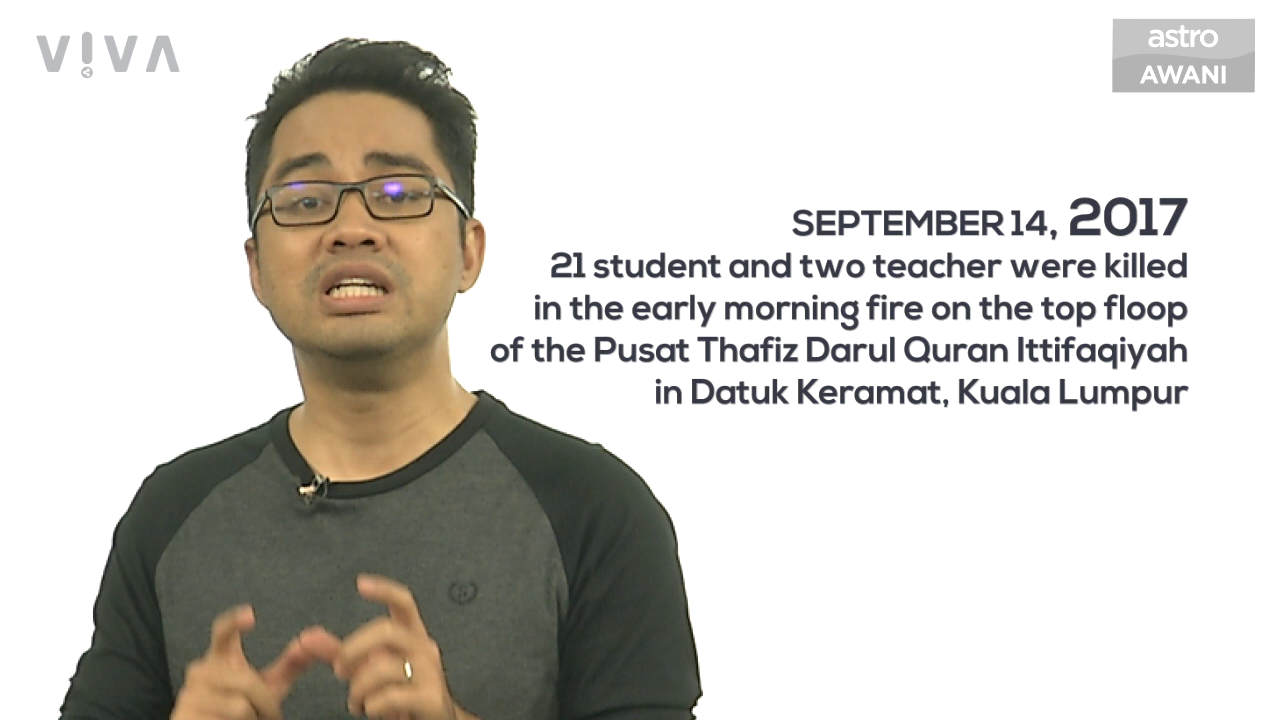 V!VA
astro
AWANI
SEPTEMBER 14, 2017
21 student and two teacher were killed
in the early morning fire on the top floop
of the Pusat Thafiz Darul Quran Ittifaqiyah
in Datuk Keramat, Kuala Lumpur